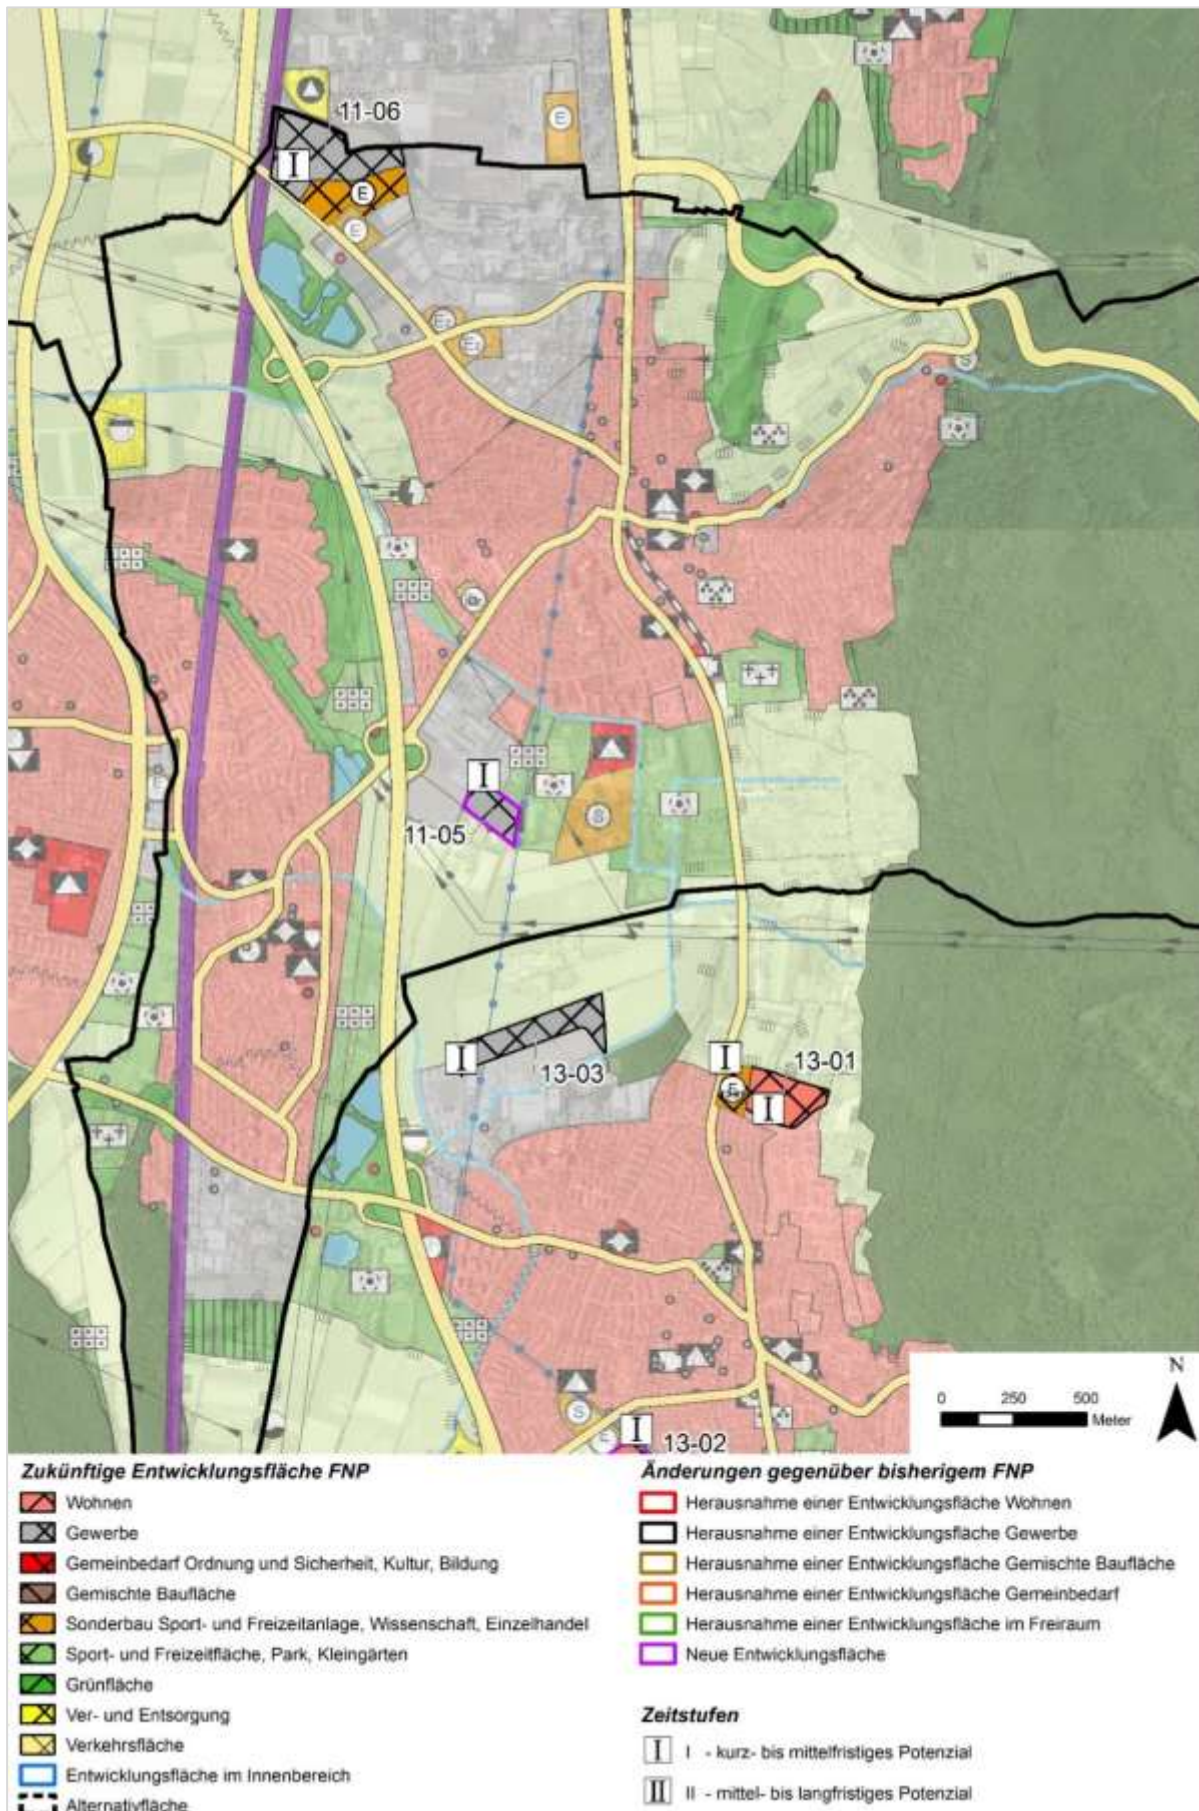 11-06
I
E
E
E
E
E
S
I
11-05
S
I
I
13-03
13-01
I
S
E
I
13-02
N
0 250 500
Meter
Zukünftige Entwicklungsfläche FNP
Wohnen
Gewerbe
Gemeinbedarf Ordnung und Sicherheit, Kultur, Bildung
Gemischte Baufläche
Sonderbau Sport- und Freizeitanlage, Wissenschaft, Einzelhandel
Sport- und Freizeitfläche, Park, Kleingärten
Grünfläche
Ver- und Entsorgung
Verkehrsfläche
Entwicklungsfläche im Innenbereich
Alternativfläche
Änderungen gegenüber bisherigem FNP
Herausnahme einer Entwicklungsfläche Wohnen
Herausnahme einer Entwicklungsfläche Gewerbe
Herausnahme einer Entwicklungsfläche Gemischte Baufläche
Herausnahme einer Entwicklungsfläche Gemeinbedarf
Herausnahme einer Entwicklungsfläche im Freiraum
Neue Entwicklungsfläche
Zeitstufen
I I - kurz- bis mittelfristiges Potenzial
II II - mittel- bis langfristiges Potenzial